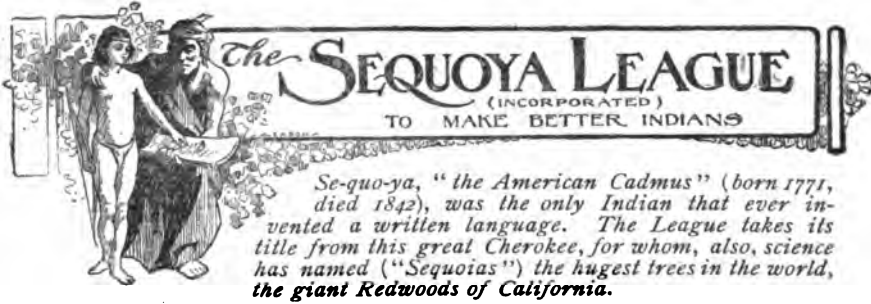 The SEQUOYA LEAGUE
(INCORPORATED)
TO MAKE BETTER INDIANS
Se-quo-ya, "the American Cadmus" (born 1771,
died 1842), was the only Indian that ever in-
vented a written language. The League takes its
title from this great Cherokee, for whom, also, science
has named ("Sequoias") the hugest trees in the world,
the giant Redwoods of California.